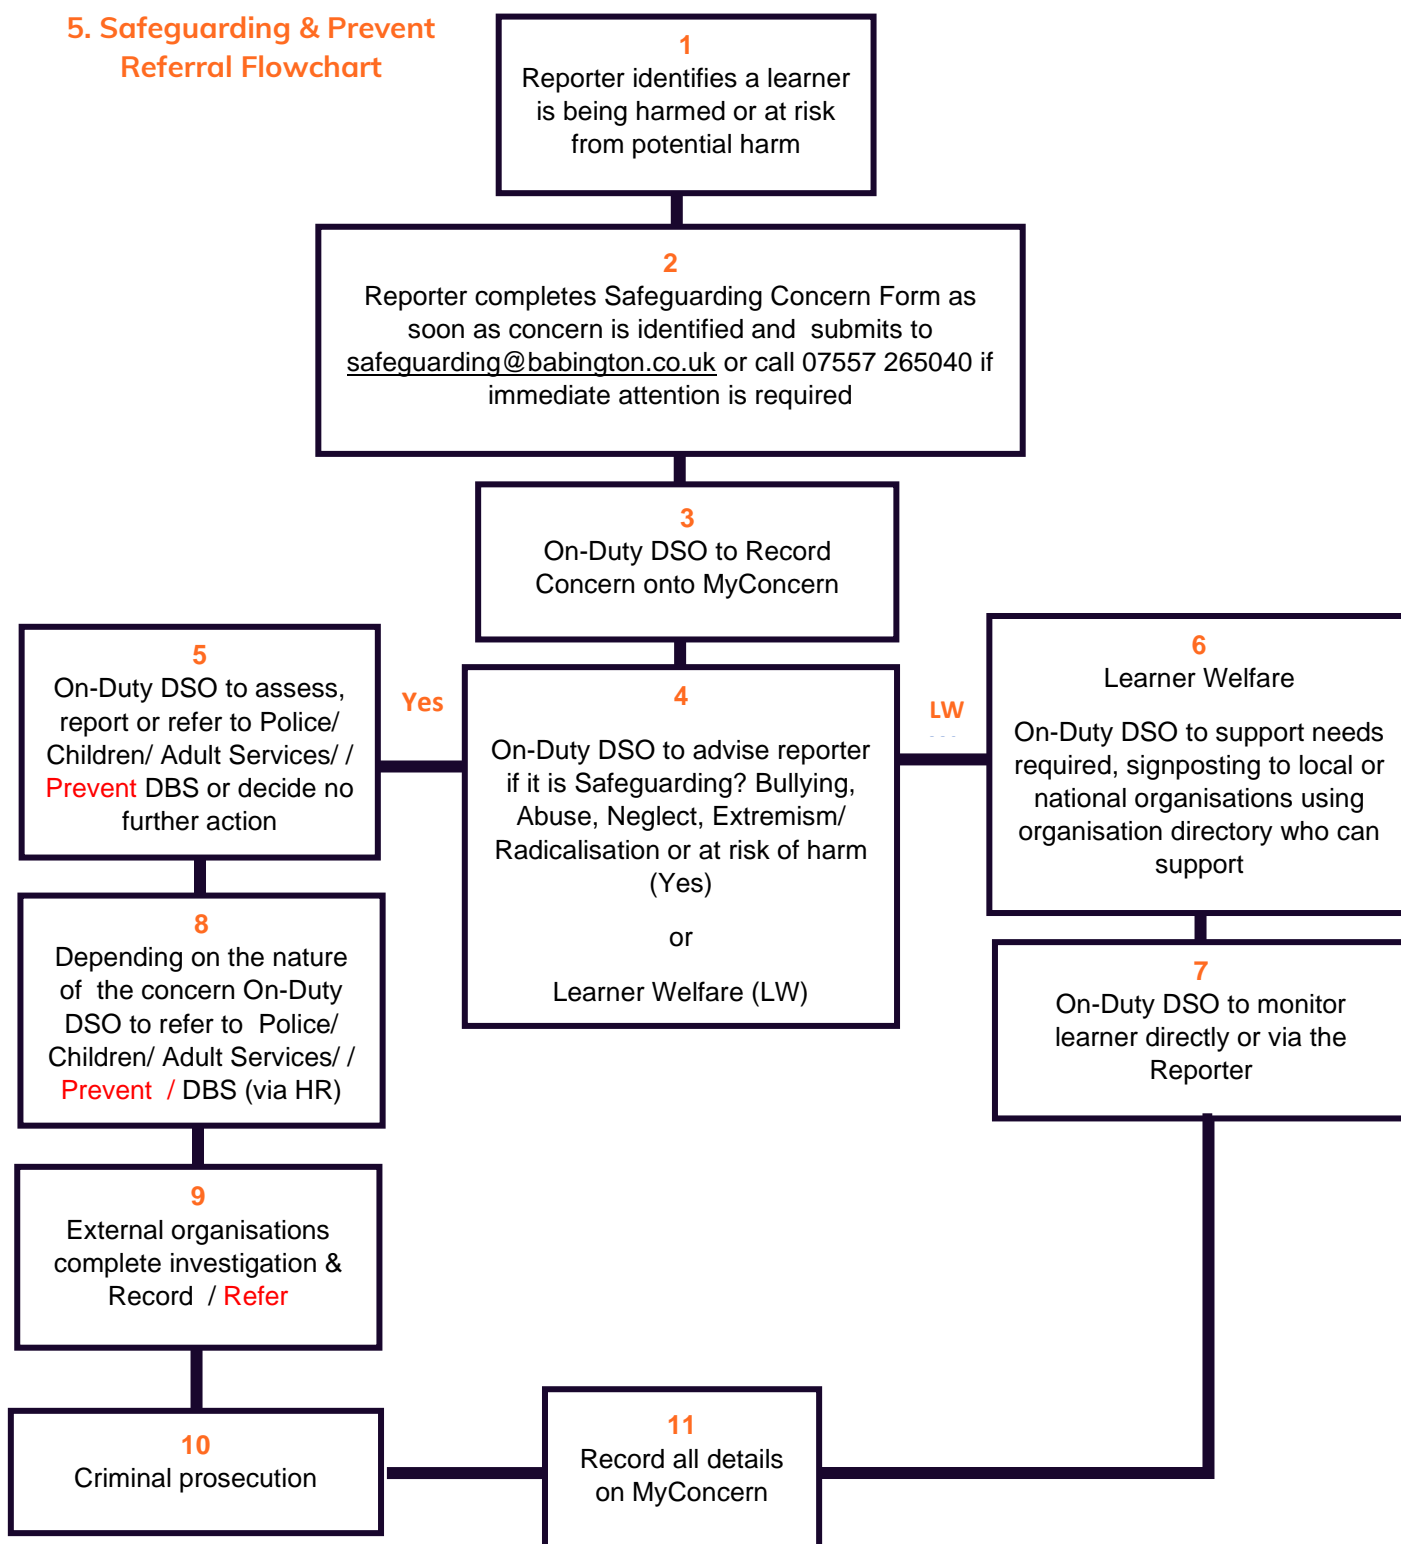 5. Safeguarding & Prevent
Referral Flowchart
1
Reporter identifies a learner
is being harmed or at risk
from potential harm
2
Reporter completes Safeguarding Concern Form as
soon as concern is identified and submits to
safeguarding@babington.co.uk or call 07557 265040 if
immediate attention is required
3
On-Duty DSO to Record
Concern onto MyConcern
4
On-Duty DSO to advise reporter
if it is Safeguarding? Bullying,
Abuse, Neglect, Extremism/
Radicalisation or at risk of harm
(Yes)
or
Learner Welfare (LW)
Yes
5
On-Duty DSO to assess,
report or refer to Police/
Children/ Adult Services/ /
Prevent DBS or decide no
further action
LW
6
Learner Welfare
On-Duty DSO to support needs
required, signposting to local or
national organisations using
organisation directory who can
support
7
On-Duty DSO to monitor
learner directly or via the
Reporter
8
Depending on the nature
of the concern On-Duty
DSO to refer to Police/
Children/ Adult Services/ /
Prevent / DBS (via HR)
9
External organisations
complete investigation &
Record / Refer
10
Criminal prosecution
11
Record all details
on MyConcern